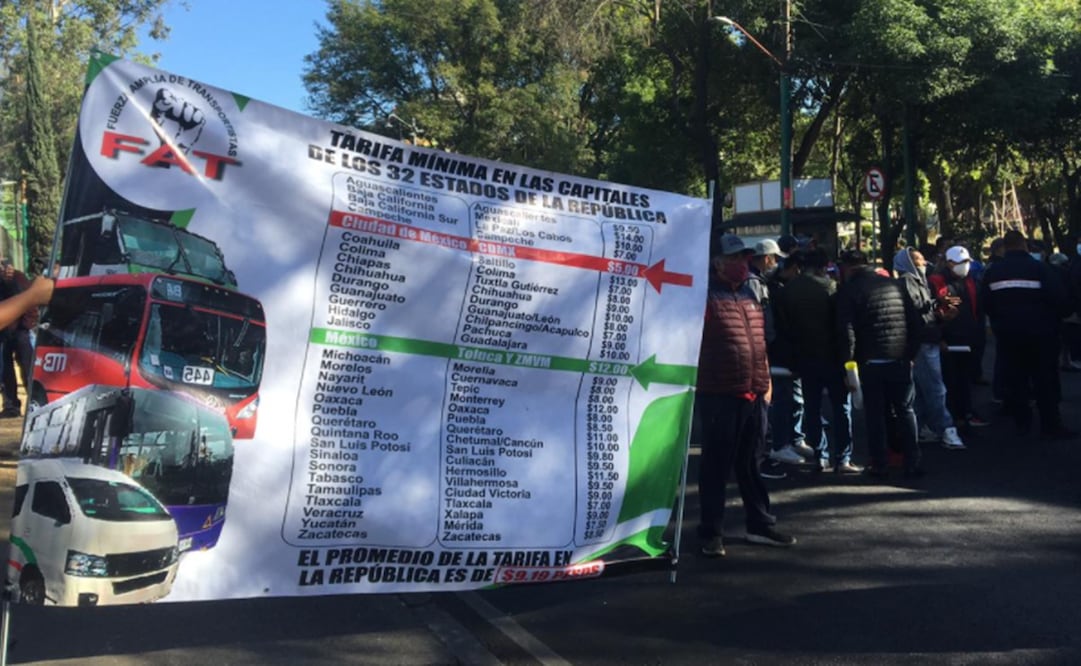 FUERZA AMPLIA DE TRANSPORTISTAS
FAT
TARIFA MÍNIMA EN LAS CAPITALES
DE LOS 32 ESTADOS DE LA REPÚBLICA
Aguascalientes Aguascalientes $9.50
Baja California Mexicali $14.00
Baja California Sur La Paz/Los Cabos $10.00
Campeche Campeche $7.00
Ciudad de México CDMX $5.00
Coahuila Saltillo $13.00
Colima Colima $7.00
Chiapas Tuxtla Gutiérrez $8.00
Chihuahua Chihuahua $9.00
Durango Durango $10.00
Guanajuato Guanajuato/León $8.00
Guerrero Chilpancingo/Acapulco $7.00
Hidalgo Pachuca $9.00
Jalisco Guadalajara $10.00
México Toluca Y ZMVM $12.00
Michoacán Morelia $9.00
Morelos Cuernavaca $8.00
Nayarit Tepic $8.00
Nuevo León Monterrey $12.00
Oaxaca Oaxaca $8.00
Puebla Puebla $8.50
Querétaro Querétaro $11.00
Quintana Roo Chetumal/Cancún $10.00
San Luis Potosí San Luis Potosí $9.80
Sinaloa Culiacán $9.50
Sonora Hermosillo $11.50
Tabasco Villahermosa $9.50
Tamaulipas Ciudad Victoria $9.00
Tlaxcala Tlaxcala $7.00
Veracruz Xalapa $9.00
Yucatán Mérida $7.50
Zacatecas Zacatecas $8.50
EL PROMEDIO DE LA TARIFA EN
LA REPÚBLICA ES DE $9.19 PESOS
MB
445
E